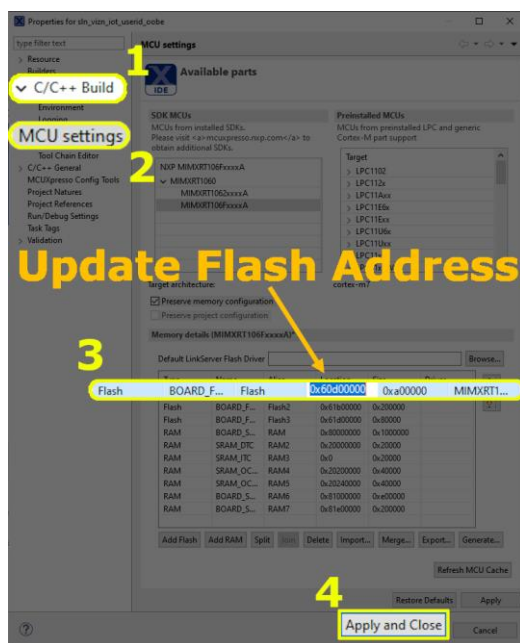 Properties for sln_vizn_iot_userid_oobe
type filter text
MCU settings
Resource
Builders
1
C/C++ Build
Environment
Logging
MCU settings
Tool Chain Editor
C/C++ General
MCUXpresso Config Tools
Project Natures
Project References
Run/Debug Settings
Task Tags
Validation
IDE
Available parts
2
SDK MCUs
MCUs from installed SDKs.
Please visit <a>mcuxpresso.nxp.com</a> to
obtain additional SDKs.
NXP MIMXRT106FxxxxA
MIMXRT1060
MIMXRT1062xxxxA
MIMXRT106FxxxxA
Preinstalled MCUs
MCUs from preinstalled LPC and generic
Cortex-M part support
Target
LPC1102
LPC112x
LPC11Axx
LPC11E6x
LPC11Exx
LPC11U6x
LPC11Uxx
Update Flash Address
Target architecture: cortex-m7
Preserve memory configuration
Preserve project configuration
Memory details (MIMXRT106FxxxxA)*
3
Default LinkServer Flash Driver Browse...
Flash BOARD_F... Flash 0x60d00000 0xa00000 MIMXRT1...
Flash BOARD_F... Flash2 0x61b00000 0x200000
Flash BOARD_F... Flash3 0x61d00000 0x80000
RAM BOARD_S... RAM 0x80000000 0x1000000
RAM SRAM_DTC RAM2 0x20000000 0x20000
RAM SRAM_ITC RAM3 0x0 0x20000
RAM SRAM_OC... RAM4 0x20200000 0x40000
RAM SRAM_OC... RAM5 0x20240000 0x40000
RAM BOARD_S... RAM6 0x81000000 0xe00000
RAM BOARD_S... RAM7 0x81e00000 0x200000
Add Flash Add RAM Split Join Delete Import... Merge... Export... Generate...
Refresh MCU Cache
Restore Defaults Apply
4
Apply and Close Cancel